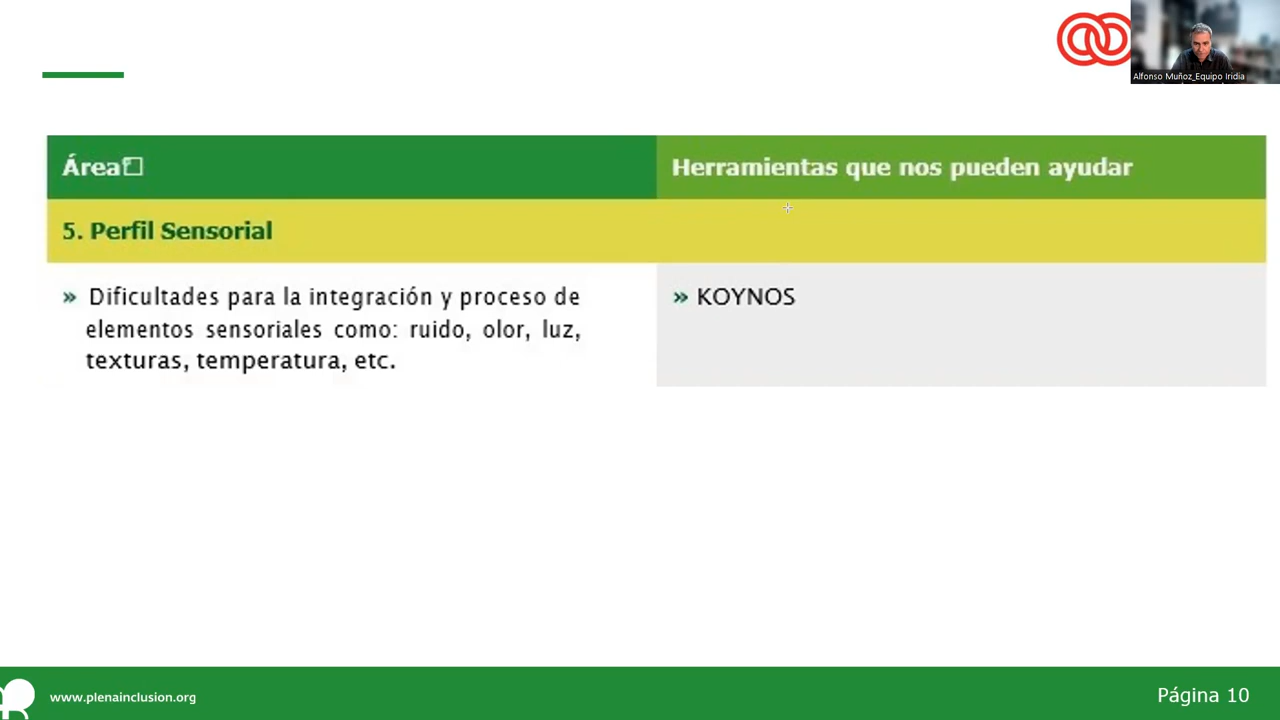 Alfonso Muñoz_Equipo Iridia
Área
Herramientas que nos pueden ayudar
5. Perfil Sensorial
» Dificultades para la integración y proceso de
elementos sensoriales como: ruido, olor, luz,
texturas, temperatura, etc.
» KOYNOS
www.plenainclusion.org
Página 10